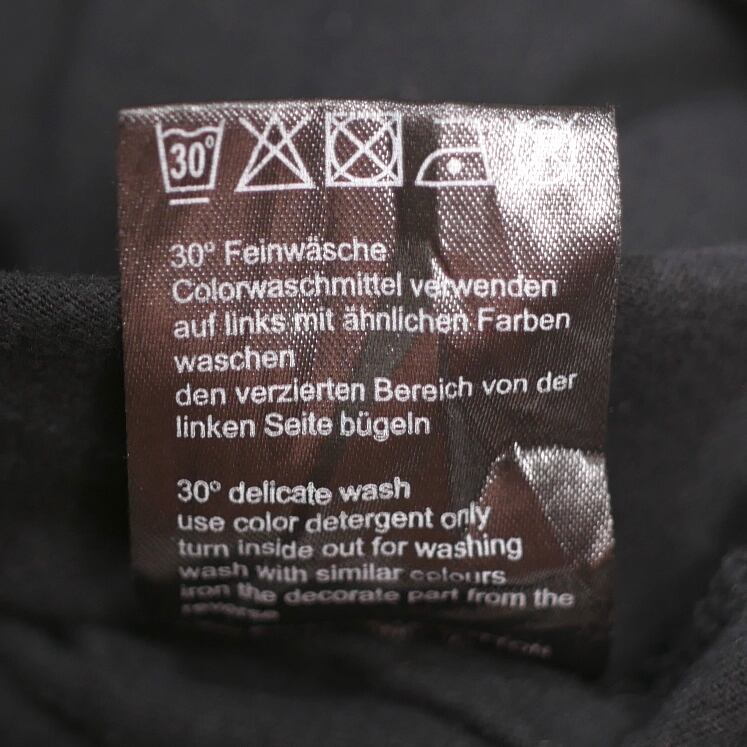 30°
30° Feinwäsche
Colorwaschmittel verwenden
auf links mit ähnlichen Farben
waschen
den verzierten Bereich von der
linken Seite bügeln
30° delicate wash
use color detergent only
turn inside out for washing
wash with similar colours
iron the decorate part from the
reverse